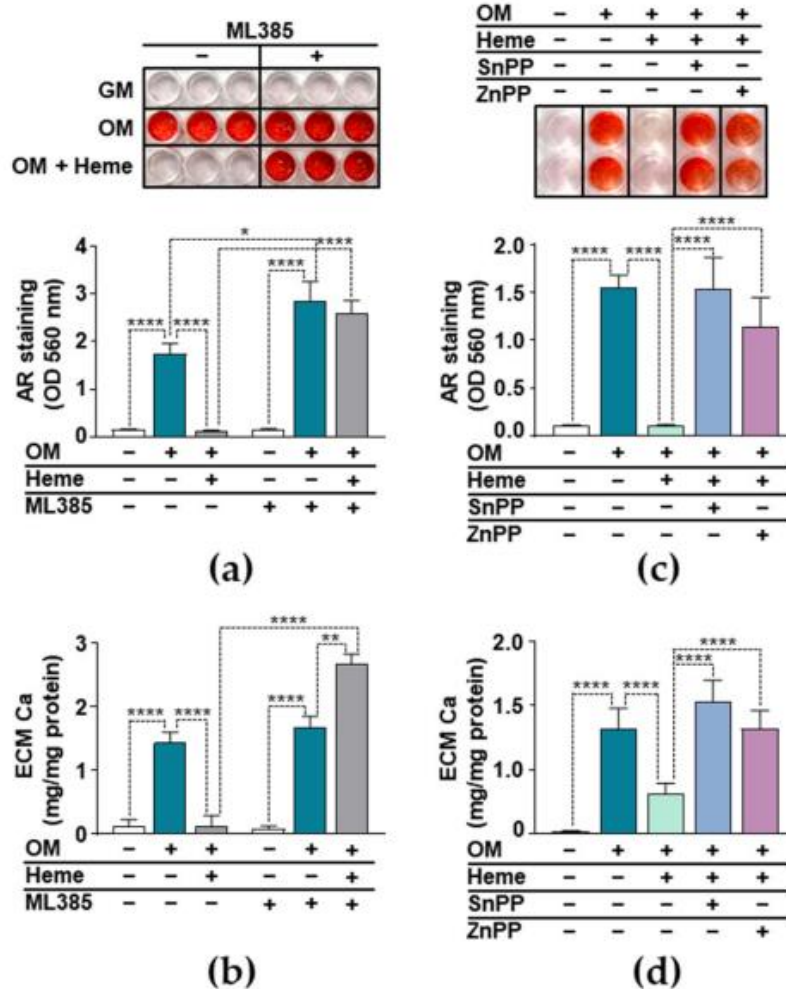 ML385
− +
GM
OM
OM + Heme
AR staining
(OD 560 nm)
4
3
2
1
0
**** **** * **** ****
OM − + + − + +
Heme − − + − − +
ML385 − − − + + +
(a)
OM − + + + +
Heme − − + + +
SnPP − − − + −
ZnPP − − − − +
AR staining
(OD 560 nm)
2.0
1.5
1.0
0.5
0.0
**** **** **** ****
OM − + + + +
Heme − − + + +
SnPP − − − + −
ZnPP − − − − +
(c)
ECM Ca
(mg/mg protein)
3
2
1
0
**** **** **** **** **
OM − + + − + +
Heme − − + − − +
ML385 − − − + + +
(b)
ECM Ca
(mg/mg protein)
2.0
1.5
1.0
0
**** **** **** ****
OM − + + + +
Heme − − + + +
SnPP − − − + −
ZnPP − − − − +
(d)